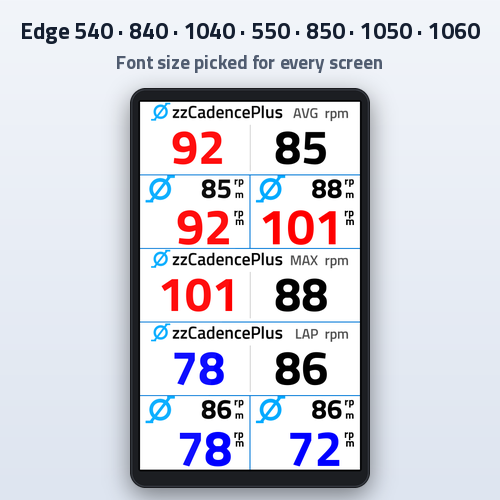 Edge 540 · 840 · 1040 · 550 · 850 · 1050 · 1060
Font size picked for every screen
zzCadencePlus AVG rpm
92 85
85 rpm 88 rpm
92 rpm 101 rpm
zzCadencePlus MAX rpm
101 88
zzCadencePlus LAP rpm
78 86
86 rpm 86 rpm
78 rpm 72 rpm